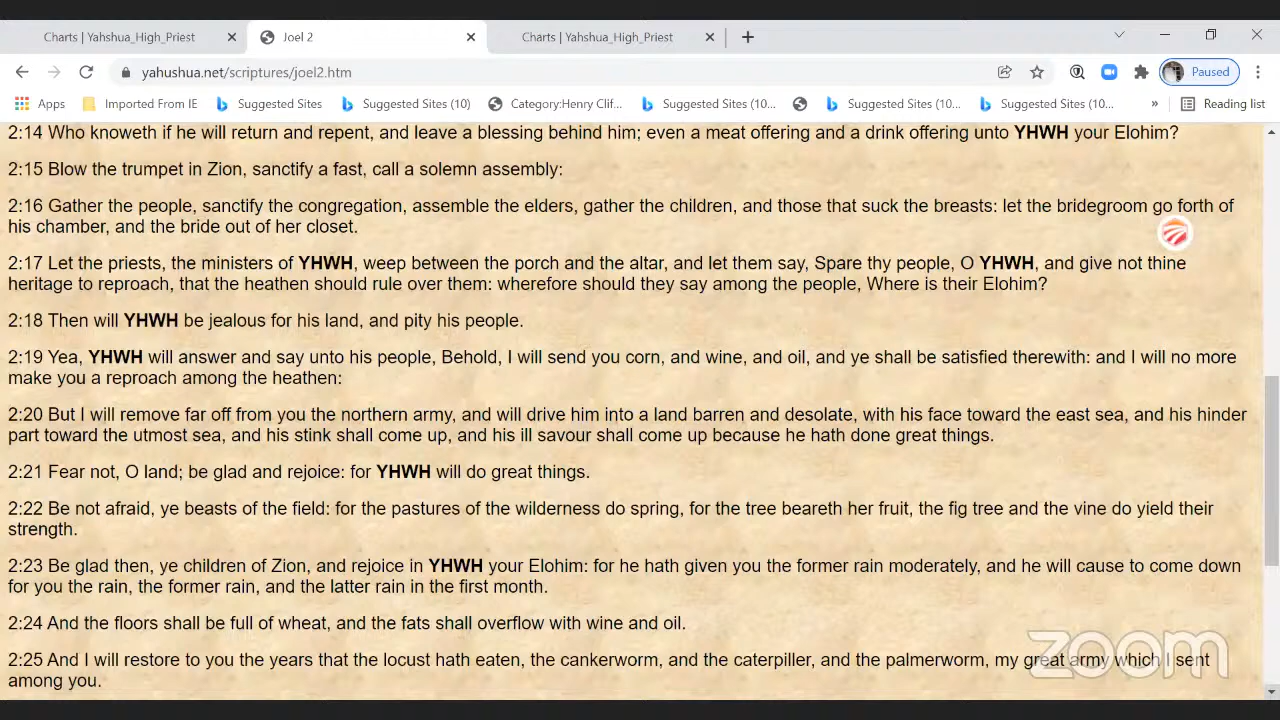 Charts | Yahshua_High_Priest
Joel 2
Charts | Yahshua_High_Priest
yahushua.net/scriptures/joel2.htm
Paused
Apps
Imported From IE
Suggested Sites
Suggested Sites (10)
Category:Henry Clif...
Suggested Sites (10...
Suggested Sites (10...
Suggested Sites (10...
»
Reading list
2:14 Who knoweth if he will return and repent, and leave a blessing behind him; even a meat offering and a drink offering unto YHWH your Elohim?
2:15 Blow the trumpet in Zion, sanctify a fast, call a solemn assembly:
2:16 Gather the people, sanctify the congregation, assemble the elders, gather the children, and those that suck the breasts: let the bridegroom go forth of
his chamber, and the bride out of her closet.
2:17 Let the priests, the ministers of YHWH, weep between the porch and the altar, and let them say, Spare thy people, O YHWH, and give not thine
heritage to reproach, that the heathen should rule over them: wherefore should they say among the people, Where is their Elohim?
2:18 Then will YHWH be jealous for his land, and pity his people.
2:19 Yea, YHWH will answer and say unto his people, Behold, I will send you corn, and wine, and oil, and ye shall be satisfied therewith: and I will no more
make you a reproach among the heathen:
2:20 But I will remove far off from you the northern army, and will drive him into a land barren and desolate, with his face toward the east sea, and his hinder
part toward the utmost sea, and his stink shall come up, and his ill savour shall come up because he hath done great things.
2:21 Fear not, O land; be glad and rejoice: for YHWH will do great things.
2:22 Be not afraid, ye beasts of the field: for the pastures of the wilderness do spring, for the tree beareth her fruit, the fig tree and the vine do yield their
strength.
2:23 Be glad then, ye children of Zion, and rejoice in YHWH your Elohim: for he hath given you the former rain moderately, and he will cause to come down
for you the rain, the former rain, and the latter rain in the first month.
2:24 And the floors shall be full of wheat, and the fats shall overflow with wine and oil.
2:25 And I will restore to you the years that the locust hath eaten, the cankerworm, and the caterpiller, and the palmerworm, my great army which I sent
among you.
zoom